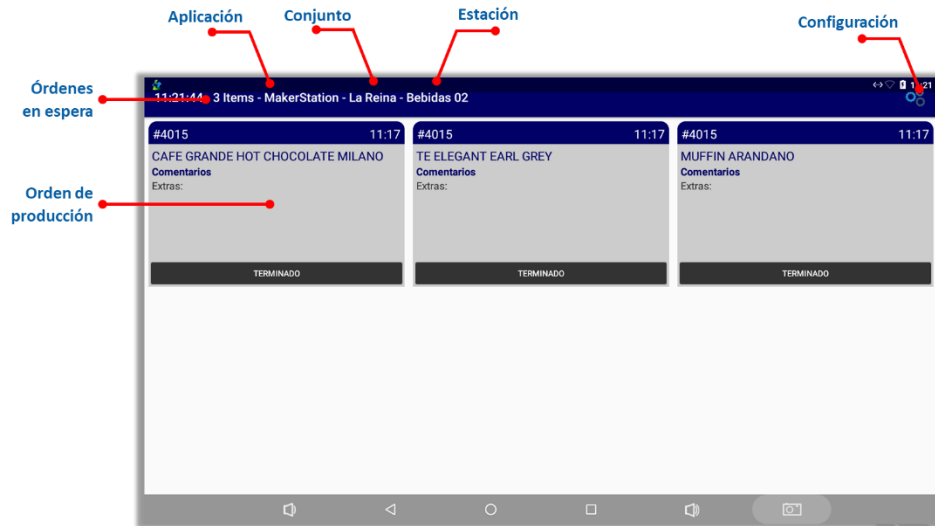 Aplicación
Conjunto
Estación
Configuración
Órdenes
en espera
11:21:44 - 3 Items - MakerStation - La Reina - Bebidas 02
#4015 11:17
CAFE GRANDE HOT CHOCOLATE MILANO
Comentarios
Extras:
TERMINADO
#4015 11:17
TE ELEGANT EARL GREY
Comentarios
Extras:
TERMINADO
#4015 11:17
MUFFIN ARANDANO
Comentarios
Extras:
TERMINADO
Orden de
producción